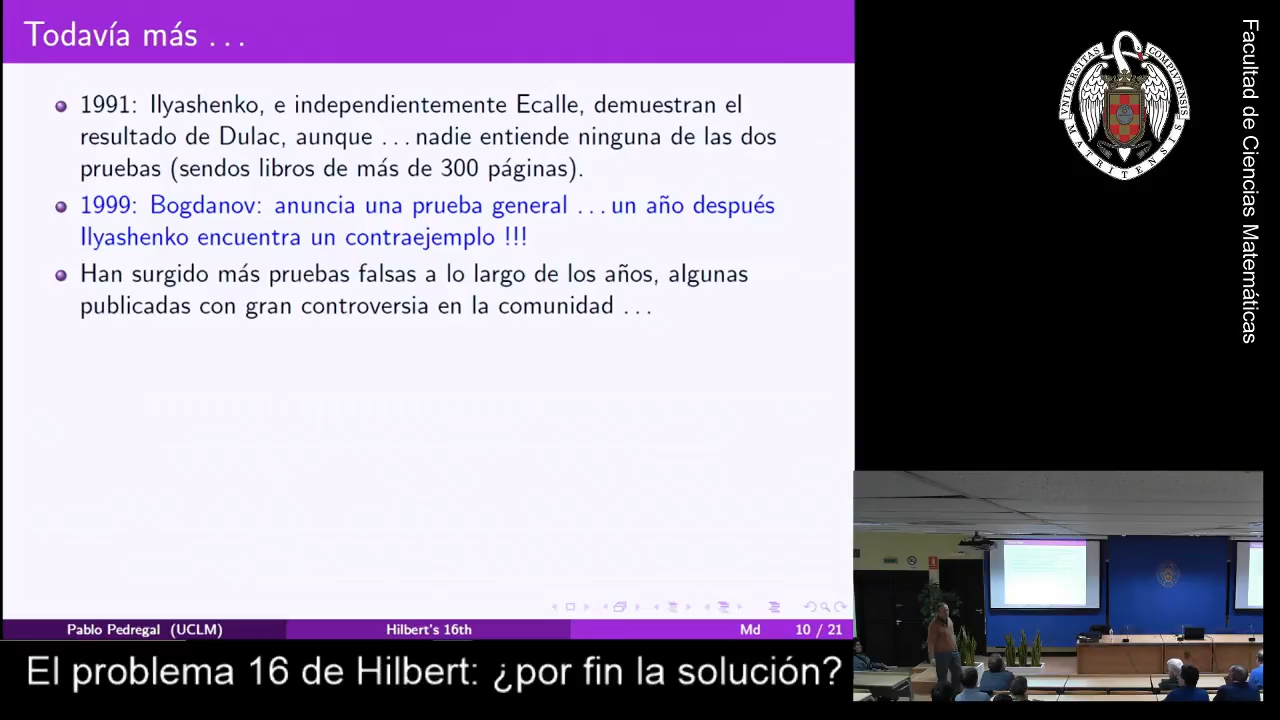 Todavía más . . .
1991: Ilyashenko, e independientemente Ecalle, demuestran el
resultado de Dulac, aunque . . . nadie entiende ninguna de las dos
pruebas (sendos libros de más de 300 páginas).
1999: Bogdanov: anuncia una prueba general . . . un año después
Ilyashenko encuentra un contraejemplo !!!
Han surgido más pruebas falsas a lo largo de los años, algunas
publicadas con gran controversia en la comunidad . . .
Pablo Pedregal (UCLM)
Hilbert's 16th
Md
10 / 21
El problema 16 de Hilbert: ¿por fin la solución?
VNIVERSITAS COMPLVTENSIS
MATRITENSIS
Facultad de Ciencias Matemáticas